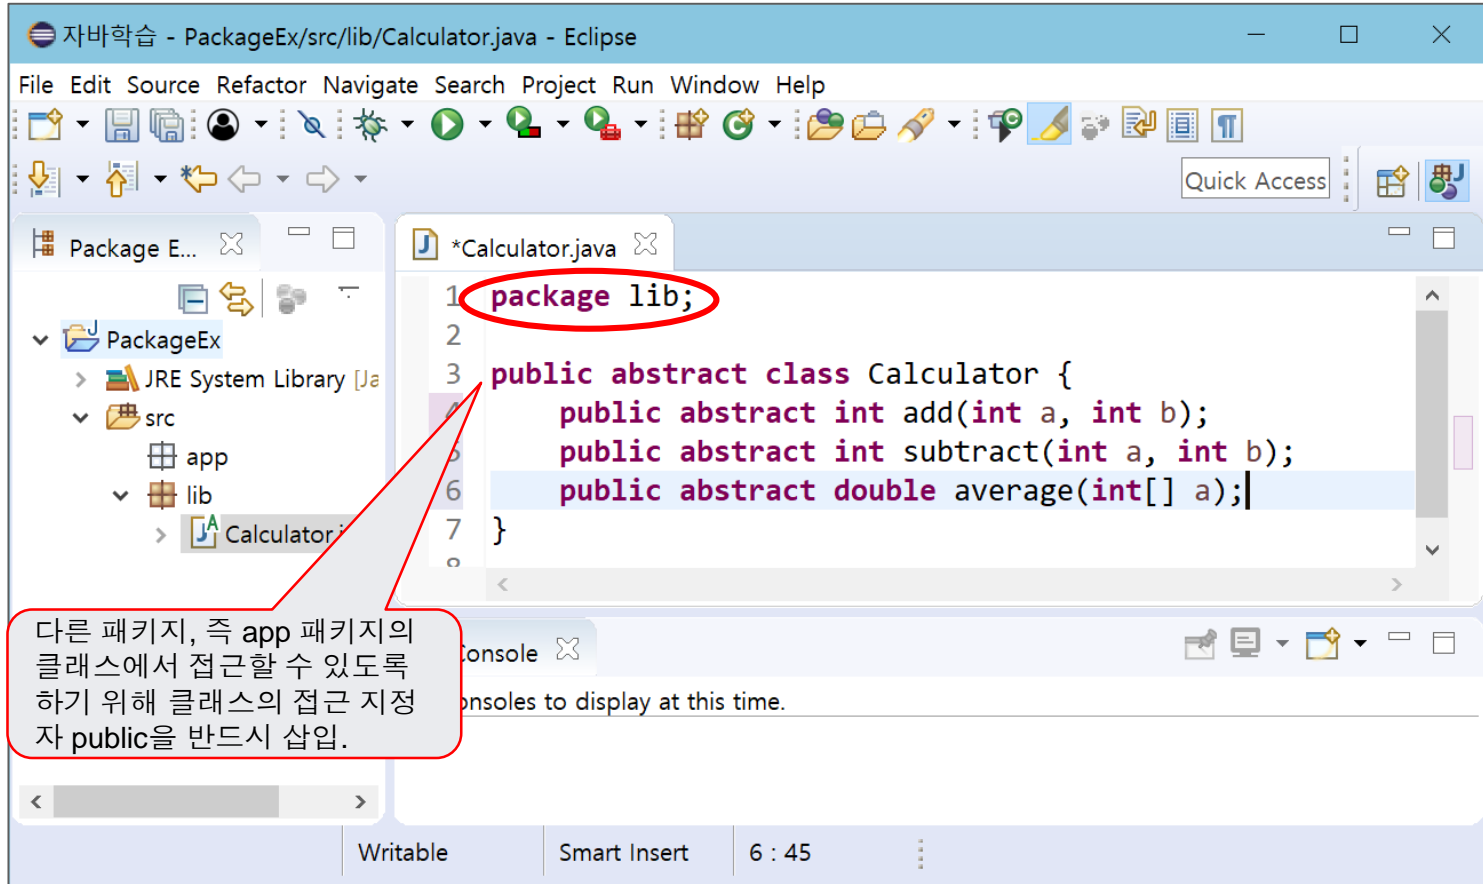 자바학습 - PackageEx/src/lib/Calculator.java - Eclipse
File Edit Source Refactor Navigate Search Project Run Window Help
Quick Access
Package E...
PackageEx
JRE System Library [Ja
src
app
lib
Calculator.
*Calculator.java
1 package lib;
2
3 public abstract class Calculator {
4 public abstract int add(int a, int b);
5 public abstract int subtract(int a, int b);
6 public abstract double average(int[] a);
7 }
8
다른 패키지, 즉 app 패키지의
클래스에서 접근할 수 있도록
하기 위해 클래스의 접근 지정
자 public을 반드시 삽입.
Console
onsoles to display at this time.
Writable Smart Insert 6 : 45